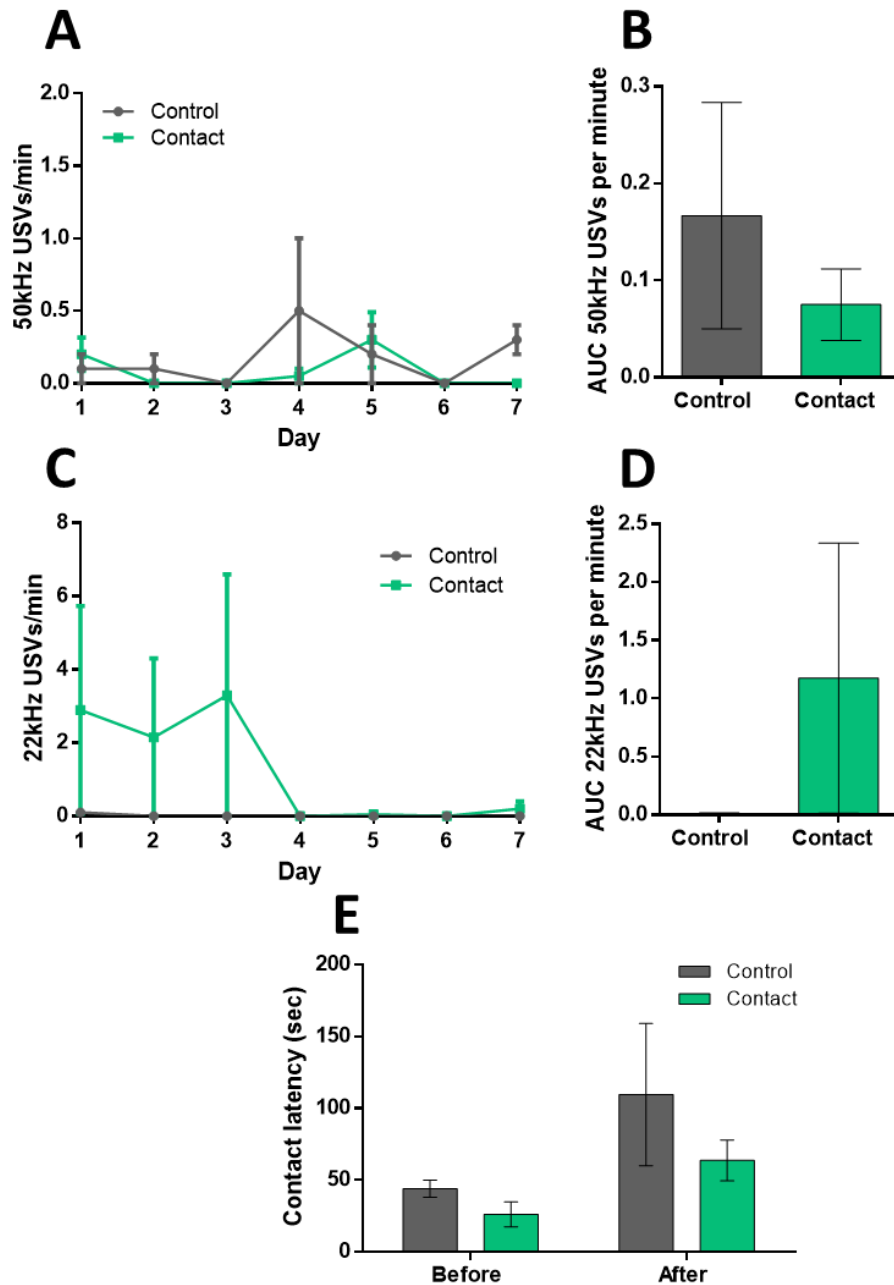 A
50kHz USVs/min
2.0
1.5
1.0
0.5
0.0
Control
Contact
1 2 3 4 5 6 7
Day
B
AUC 50kHz USVs per minute
0.3
0.2
0.1
0.0
Control Contact
C
22kHz USVs/min
8
6
4
2
0
Control
Contact
1 2 3 4 5 6 7
Day
D
AUC 22kHz USVs per minute
2.5
2.0
1.5
1.0
0.5
0.0
Control Contact
E
Contact latency (sec)
200
150
100
50
0
Control
Contact
Before After